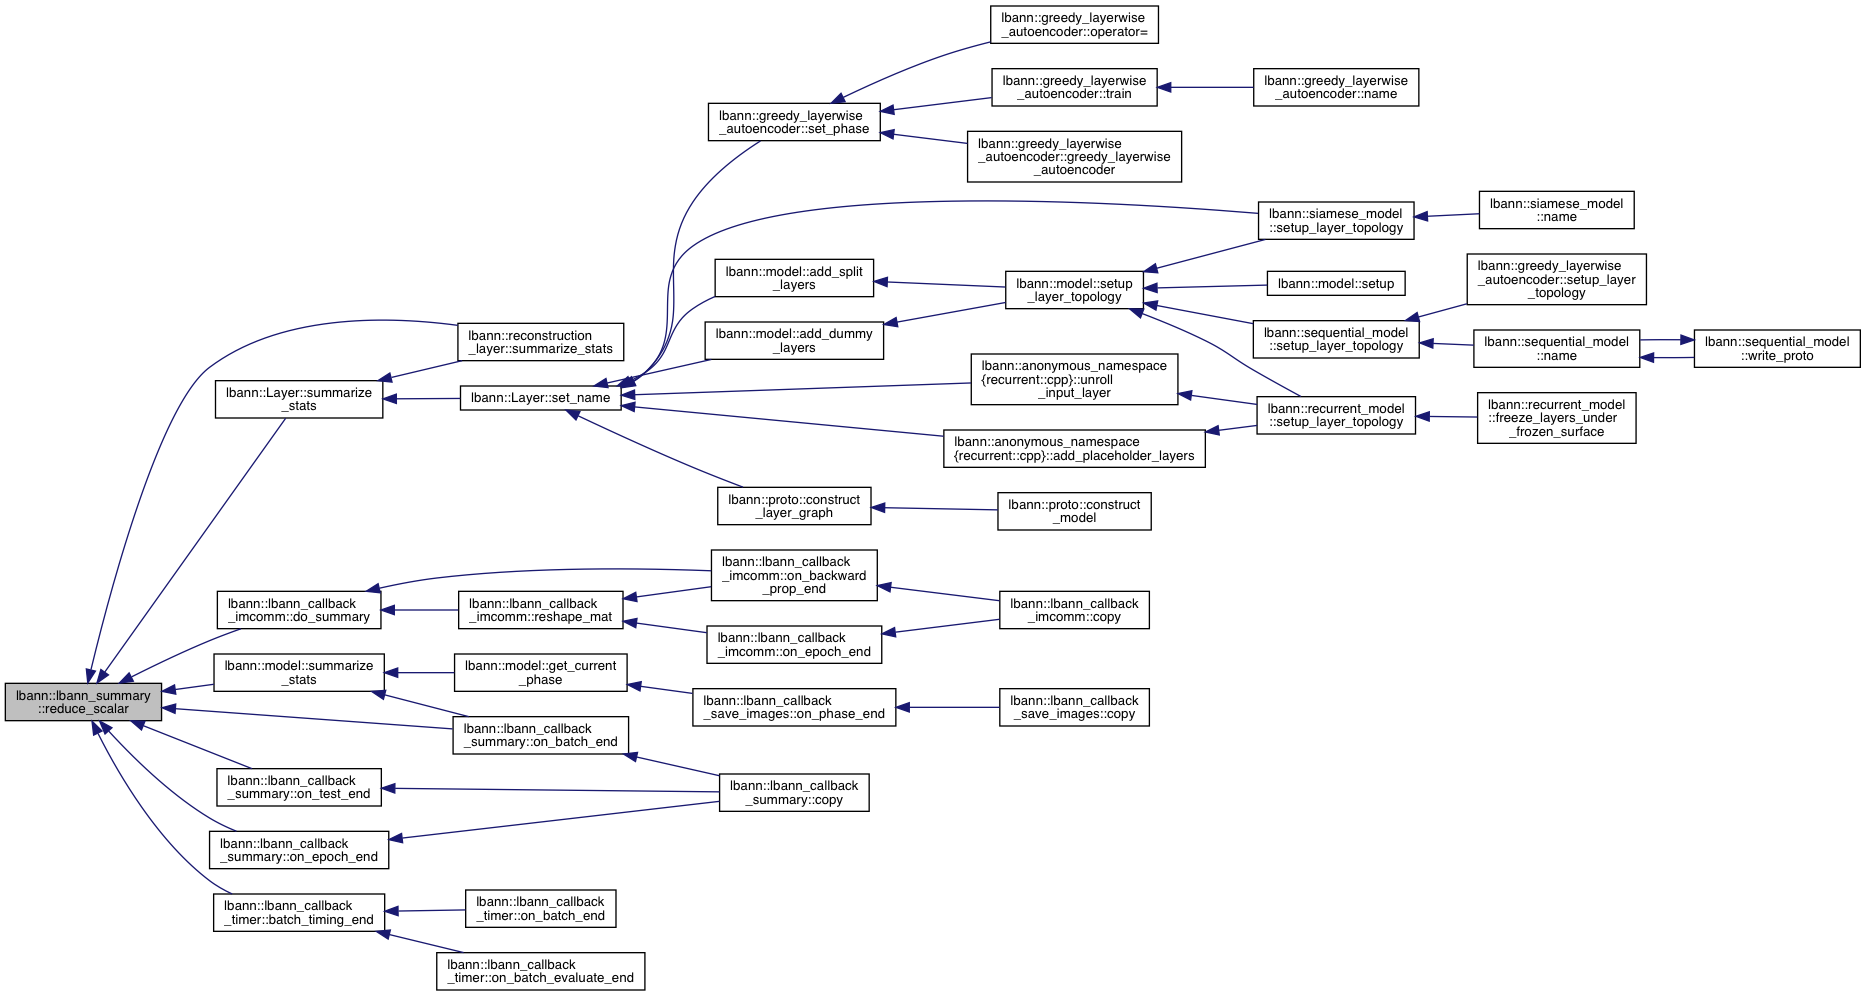 lbann::greedy_layerwise
_autoencoder::operator=
lbann::greedy_layerwise
_autoencoder::train
lbann::greedy_layerwise
_autoencoder::name
lbann::greedy_layerwise
_autoencoder::set_phase
lbann::greedy_layerwise
_autoencoder::greedy_layerwise
_autoencoder
lbann::siamese_model
::setup_layer_topology
lbann::siamese_model
::name
lbann::model::add_split
_layers
lbann::model::setup
_layer_topology
lbann::model::setup
lbann::greedy_layerwise
_autoencoder::setup_layer
_topology
lbann::reconstruction
_layer::summarize_stats
lbann::model::add_dummy
_layers
lbann::sequential_model
::setup_layer_topology
lbann::sequential_model
::name
lbann::sequential_model
::write_proto
lbann::Layer::summarize
_stats
lbann::Layer::set_name
lbann::anonymous_namespace
{recurrent::cpp}::unroll
_input_layer
lbann::recurrent_model
::setup_layer_topology
lbann::recurrent_model
::freeze_layers_under
_frozen_surface
lbann::anonymous_namespace
{recurrent::cpp}::add_placeholder_layers
lbann::proto::construct
_layer_graph
lbann::proto::construct
_model
lbann::lbann_callback
_imcomm::do_summary
lbann::lbann_callback
_imcomm::reshape_mat
lbann::lbann_callback
_imcomm::on_backward
_prop_end
lbann::lbann_callback
_imcomm::copy
lbann::lbann_callback
_imcomm::on_epoch_end
lbann::lbann_summary
::reduce_scalar
lbann::model::summarize
_stats
lbann::model::get_current
_phase
lbann::lbann_callback
_save_images::on_phase_end
lbann::lbann_callback
_save_images::copy
lbann::lbann_callback
_summary::on_batch_end
lbann::lbann_callback
_summary::on_test_end
lbann::lbann_callback
_summary::copy
lbann::lbann_callback
_summary::on_epoch_end
lbann::lbann_callback
_timer::batch_timing_end
lbann::lbann_callback
_timer::on_batch_end
lbann::lbann_callback
_timer::on_batch_evaluate_end